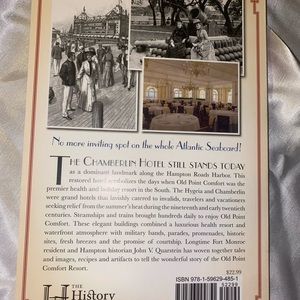 No more inviting spot on the whole Atlantic Seaboard!
THE CHAMBERLIN HOTEL STILL STANDS TODAY
as a dominant landmark along the Hampton Roads Harbor. This
restored hotel symbolizes the days when Old Point Comfort was the
premier health and holiday resort in the South. The Hygeia and Chamberlin
were grand hotels that lavishly catered to invalids, travelers and vacationers
seeking relief from the summer's heat during the nineteenth and early twentieth
centuries. Steamships and trains brought hundreds daily to enjoy Old Point
Comfort. These elegant buildings combined a luxurious health resort and
waterfront atmosphere with military bands, parades, promenades, historic
sites, fresh breezes and the promise of courtship. Longtime Fort Monroe
resident and Hampton historian John V. Quarstein has woven together tales
and images, recipes and artifacts to tell the wonderful story of the Old Point
Comfort Resort.
$22.99
ISBN 978-1-59629-485-1
52299
THE
History